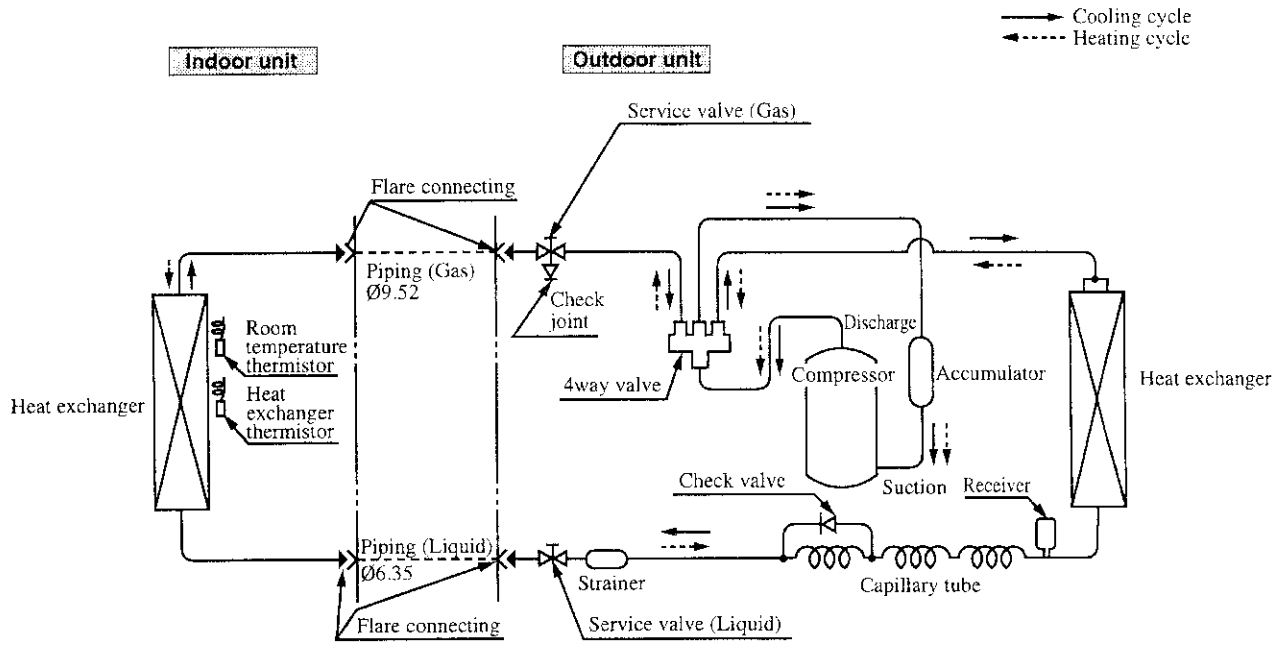 Cooling cycle
Heating cycle
Indoor unit
Outdoor unit
Service valve (Gas)
Flare connecting
Piping (Gas)
Ø9.52
Check
joint
Room
temperature
thermistor
Heat
exchanger
thermistor
Heat exchanger
4way valve
Discharge
Compressor
Accumulator
Heat exchanger
Suction
Check valve
Receiver
Piping (Liquid)
Ø6.35
Strainer
Capillary tube
Flare connecting
Service valve (Liquid)